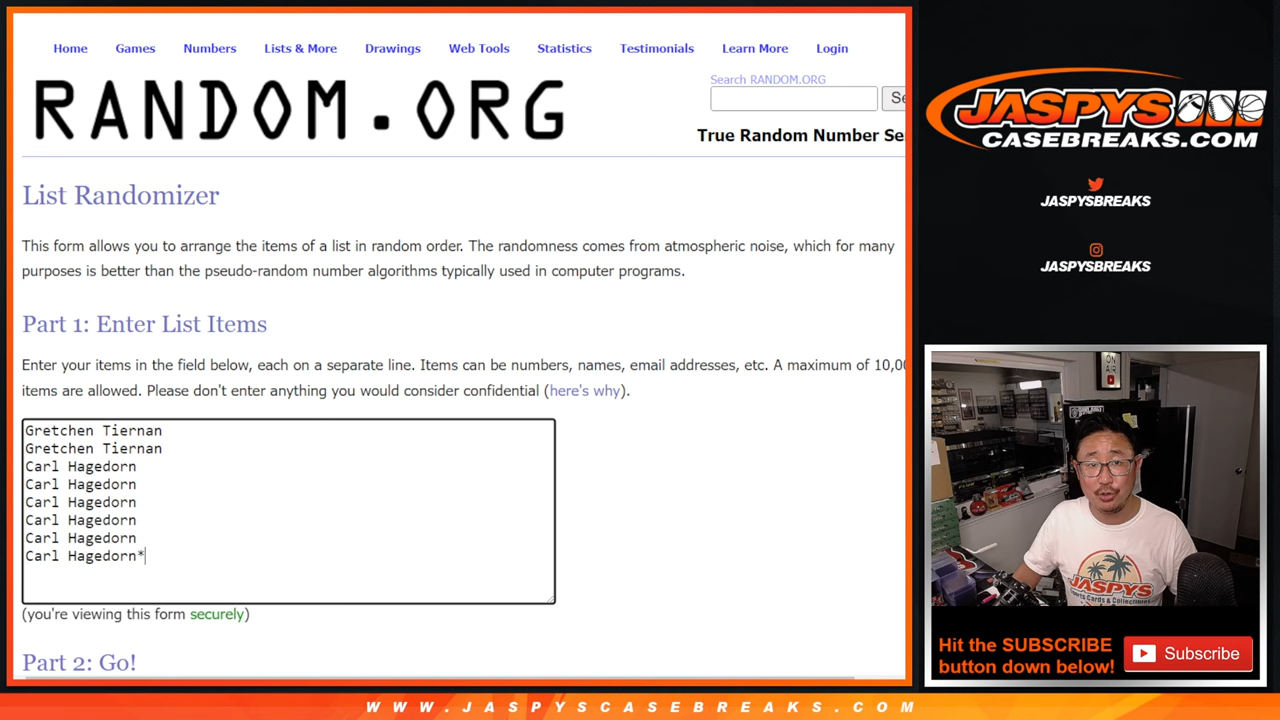 Home Games Numbers Lists & More Drawings Web Tools Statistics Testimonials Learn More Login
RANDOM.ORG
Search RANDOM.ORG
True Random Number Se
List Randomizer
This form allows you to arrange the items of a list in random order. The randomness comes from atmospheric noise, which for many
purposes is better than the pseudo-random number algorithms typically used in computer programs.
Part 1: Enter List Items
Enter your items in the field below, each on a separate line. Items can be numbers, names, email addresses, etc. A maximum of 10,00
items are allowed. Please don't enter anything you would consider confidential (here's why).
Gretchen Tiernan
Gretchen Tiernan
Carl Hagedorn
Carl Hagedorn
Carl Hagedorn
Carl Hagedorn
Carl Hagedorn
Carl Hagedorn*
(you're viewing this form securely)
Part 2: Go!
JASPYS
CASEBREAKS.COM
JASPYSBREAKS
JASPYSBREAKS
ON AIR
JASPYS
Hit the SUBSCRIBE
button down below!
Subscribe
WWW.JASPYSCASEBREAKS.COM